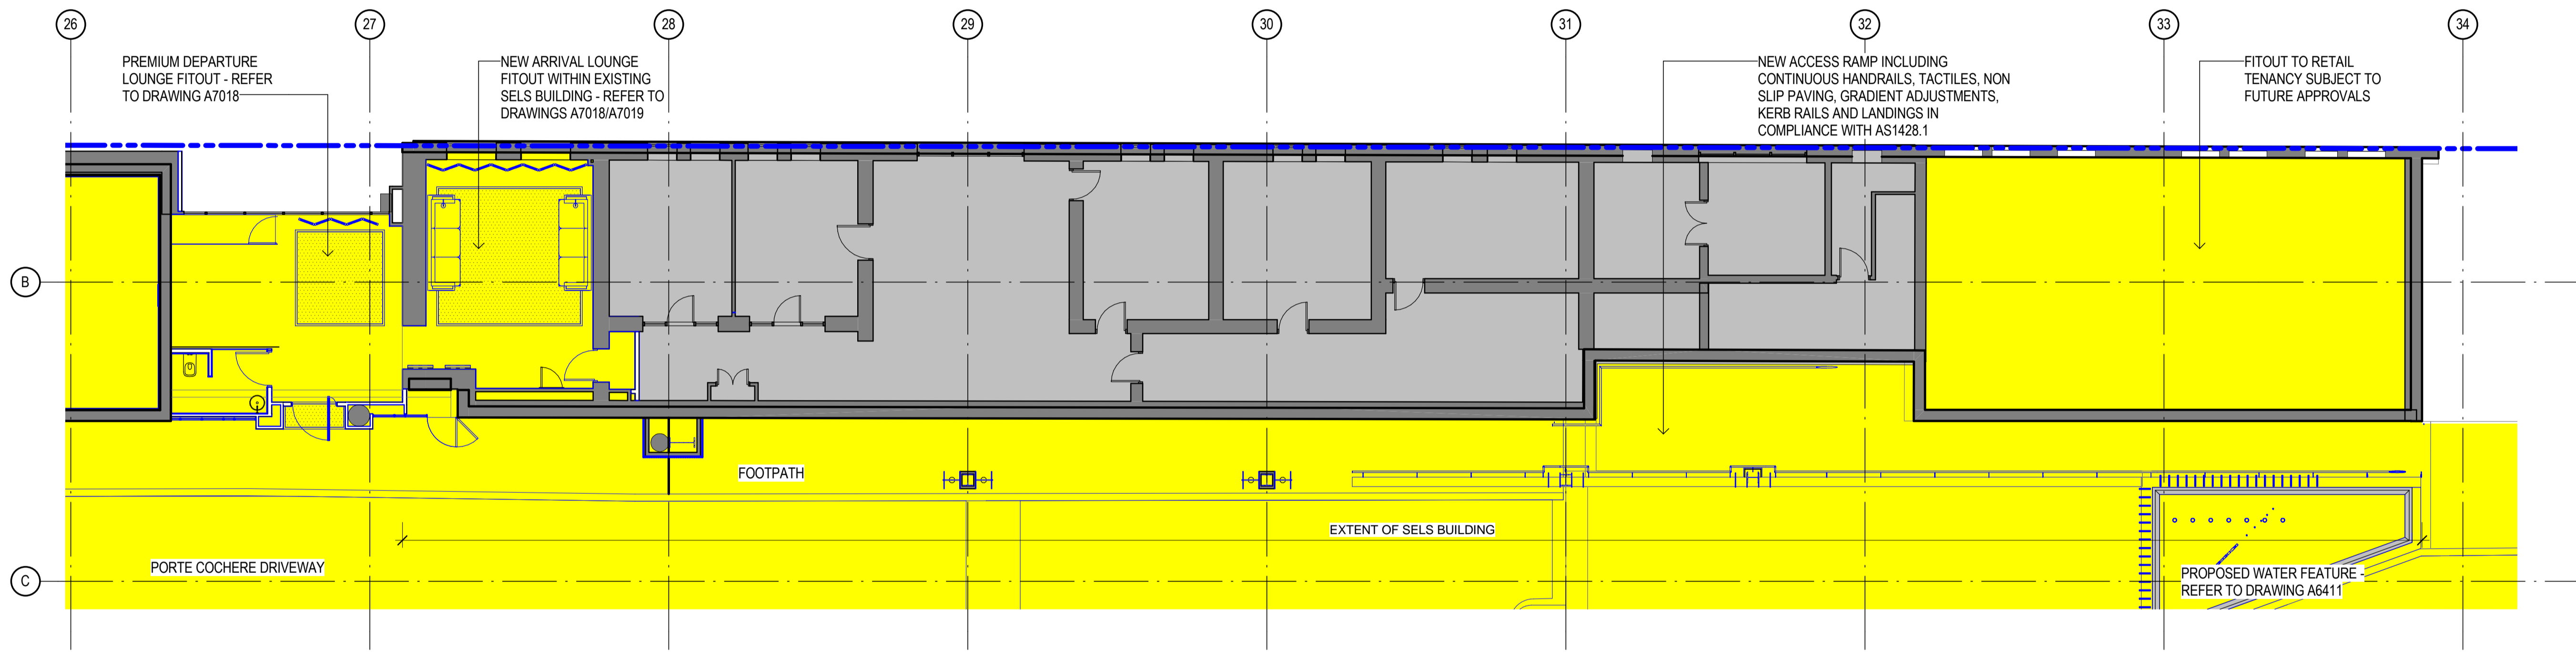 26
27
28
29
30
31
32
33
34
PREMIUM DEPARTURE
LOUNGE FITOUT - REFER
TO DRAWING A7018
NEW ARRIVAL LOUNGE
FITOUT WITHIN EXISTING
SELS BUILDING - REFER TO
DRAWINGS A7018/A7019
NEW ACCESS RAMP INCLUDING
CONTINUOUS HANDRAILS, TACTILES, NON
SLIP PAVING, GRADIENT ADJUSTMENTS,
KERB RAILS AND LANDINGS IN
COMPLIANCE WITH AS1428.1
FITOUT TO RETAIL
TENANCY SUBJECT TO
FUTURE APPROVALS
B
FOOTPATH
EXTENT OF SELS BUILDING
PORTE COCHERE DRIVEWAY
C
PROPOSED WATER FEATURE -
REFER TO DRAWING A6411